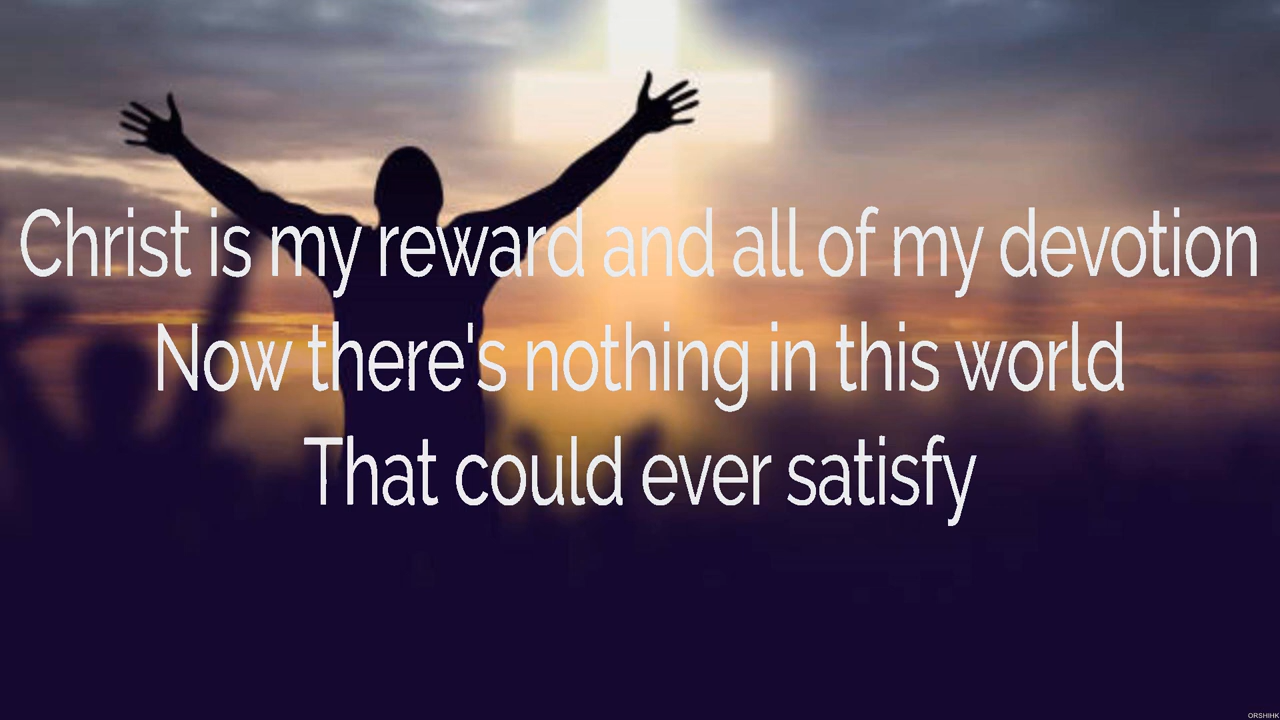 Christ is my reward and all of my devotion
Now there's nothing in this world
That could ever satisfy
ORSHIHK